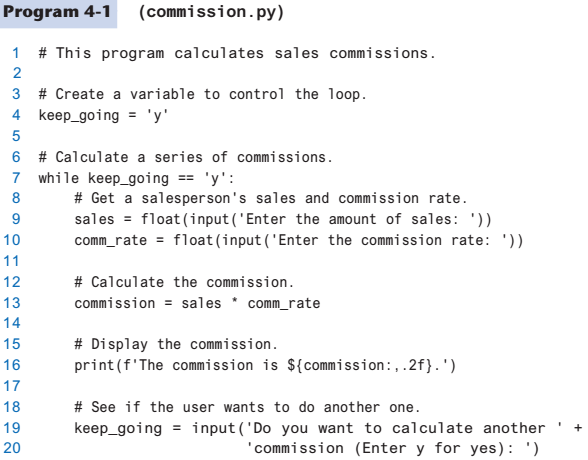 Program 4-1 (commission.py)
1 # This program calculates sales commissions.
2
3 # Create a variable to control the loop.
4 keep_going = 'y'
5
6 # Calculate a series of commissions.
7 while keep_going == 'y':
8     # Get a salesperson's sales and commission rate.
9     sales = float(input('Enter the amount of sales: '))
10     comm_rate = float(input('Enter the commission rate: '))
11
12     # Calculate the commission.
13     commission = sales * comm_rate
14
15     # Display the commission.
16     print(f'The commission is ${commission:,.2f}.')
17
18     # See if the user wants to do another one.
19     keep_going = input('Do you want to calculate another ' +
20                        'commission (Enter y for yes): ')